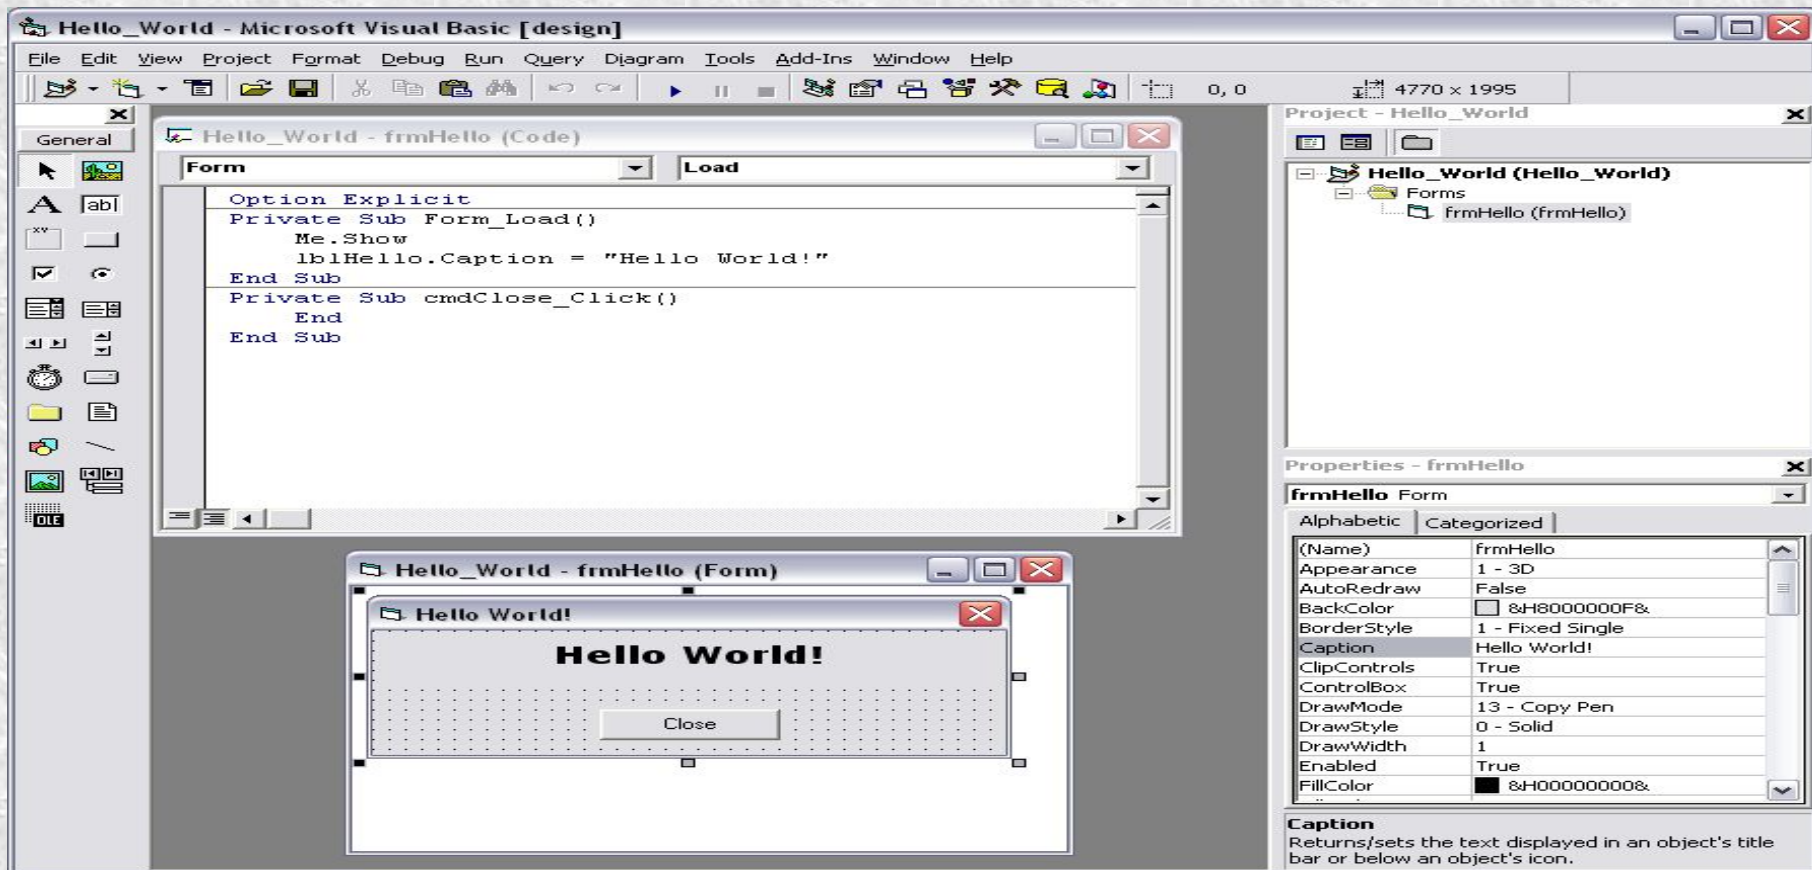 Hello_World - Microsoft Visual Basic [design]
File Edit View Project Format Debug Run Query Diagram Tools Add-Ins Window Help
0, 0 4770 x 1995
General
A ab|
xv
OLE
Hello_World - frmHello (Code)
Form Load
Option Explicit
Private Sub Form_Load()
Me.Show
lblHello.Caption = "Hello World!"
End Sub
Private Sub cmdClose_Click()
End
End Sub
Hello_World - frmHello (Form)
Hello World!
Hello World!
Close
Project - Hello_World
Hello_World (Hello_World)
Forms
frmHello (frmHello)
Properties - frmHello
frmHello Form
Alphabetic Categorized
(Name) frmHello
Appearance 1 - 3D
AutoRedraw False
BackColor &H8000000F&
BorderStyle 1 - Fixed Single
Caption Hello World!
ClipControls True
ControlBox True
DrawMode 13 - Copy Pen
DrawStyle 0 - Solid
DrawWidth 1
Enabled True
FillColor &H00000000&
Caption
Returns/sets the text displayed in an object's title
bar or below an object's icon.